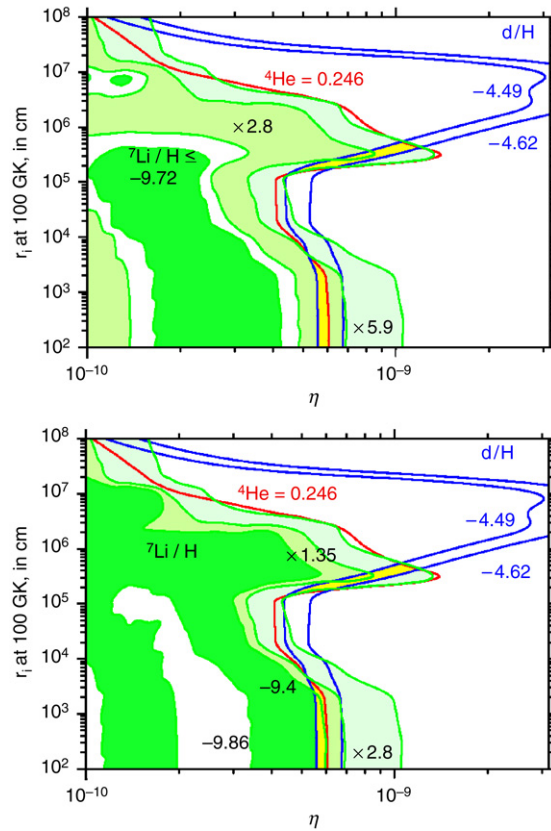 10⁸
10⁷
10⁶
10⁵
10⁴
10³
10²
rᵢ at 100 GK, in cm
d/H
⁴He = 0.246
−4.49
−4.62
×2.8
⁷Li / H ≤
−9.72
×5.9
10⁻¹⁰
10⁻⁹
η
10⁸
10⁷
10⁶
10⁵
10⁴
10³
10²
rᵢ at 100 GK, in cm
d/H
⁴He = 0.246
−4.49
−4.62
⁷Li / H
×1.35
−9.4
−9.86
×2.8
10⁻¹⁰
10⁻⁹
η